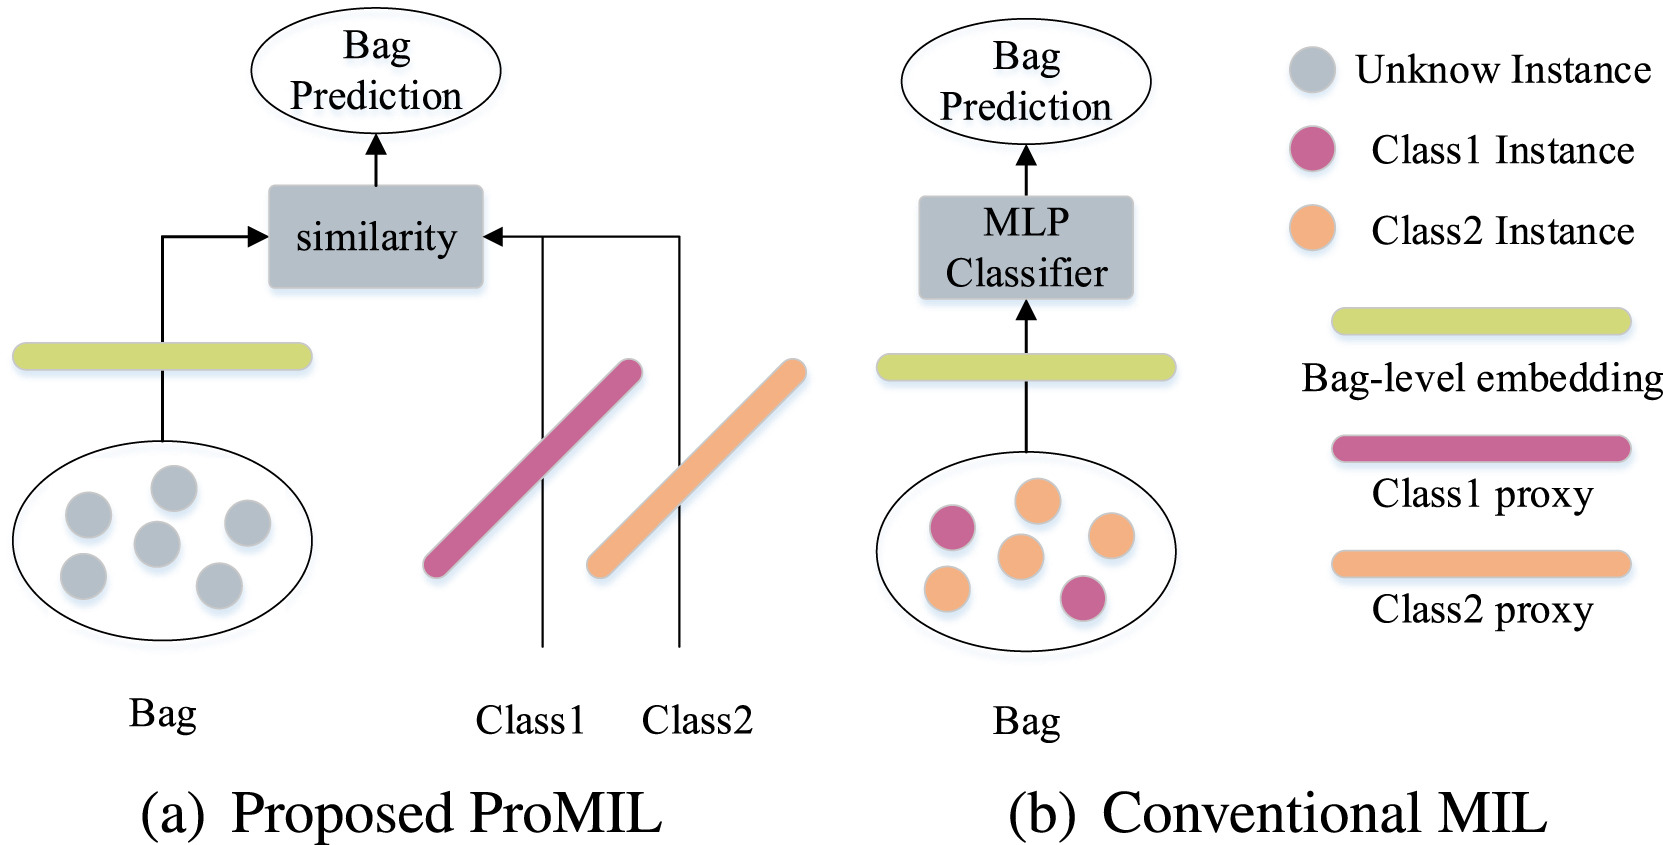 Bag
Prediction
similarity
Bag
Class1
Class2
(a) Proposed ProMIL
Bag
Prediction
MLP
Classifier
Bag
(b) Conventional MIL
Unknow Instance
Class1 Instance
Class2 Instance
Bag-level embedding
Class1 proxy
Class2 proxy